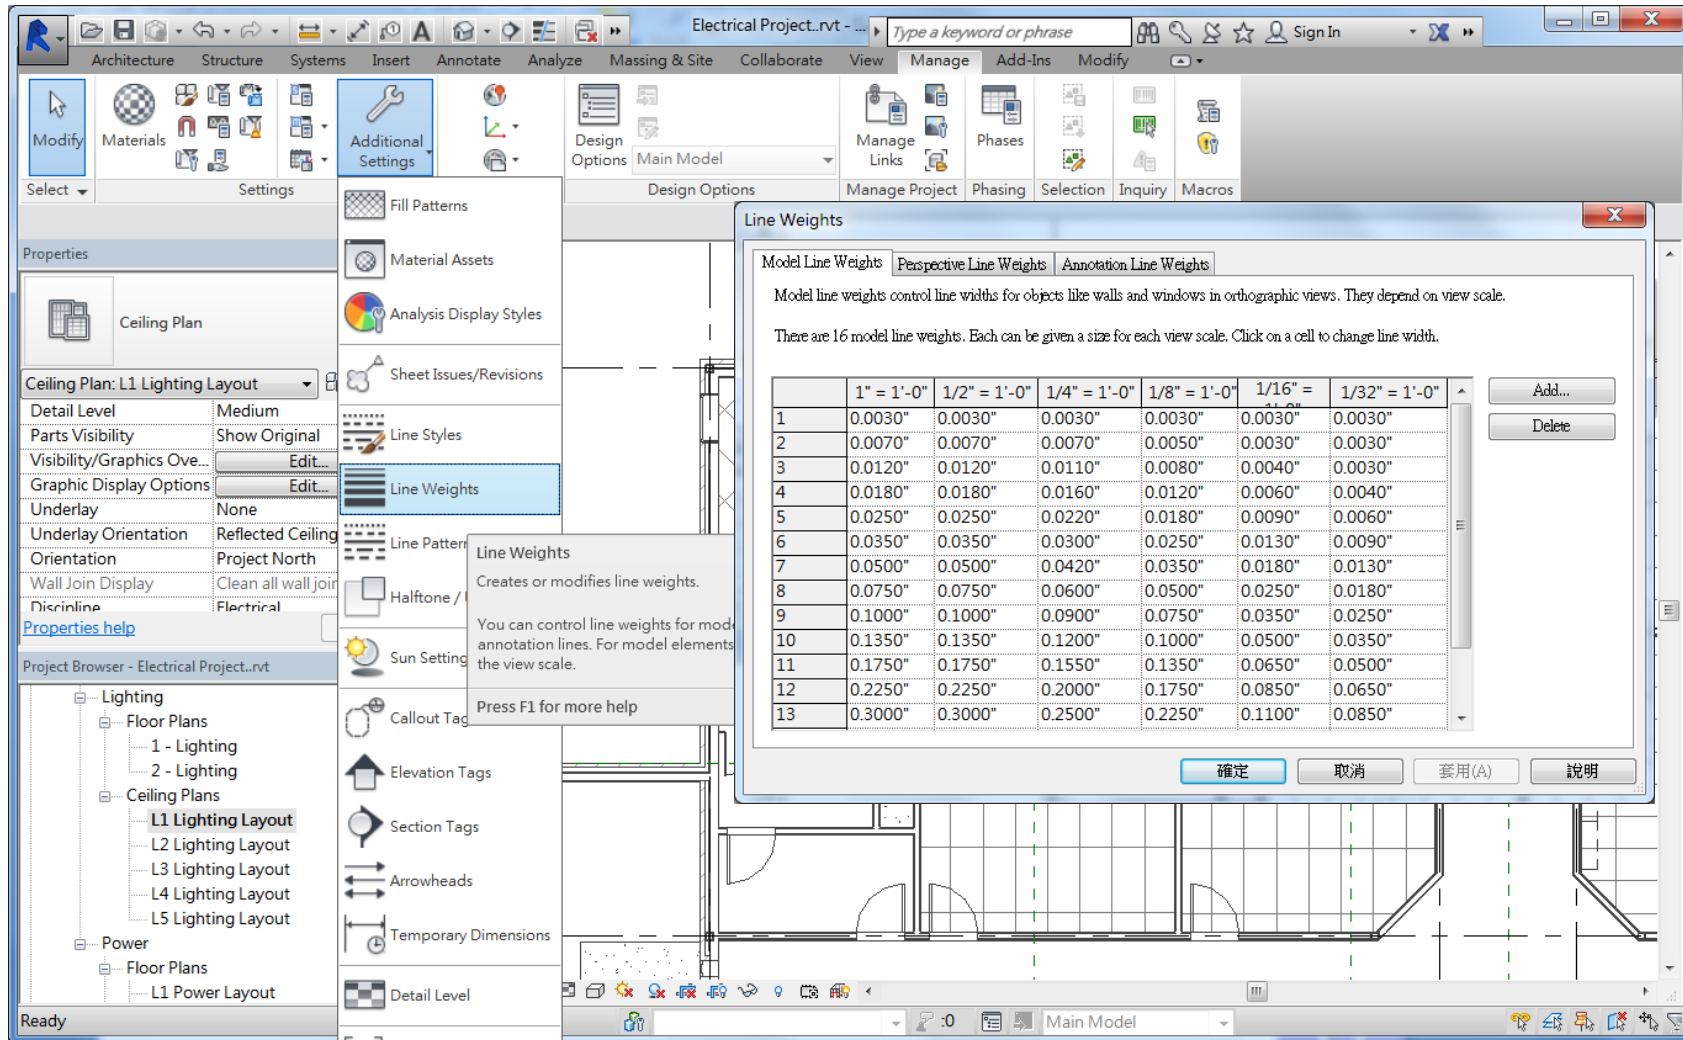 Electrical Project..rvt - ...
Type a keyword or phrase
Sign In
Architecture Structure Systems Insert Annotate Analyze Massing & Site Collaborate View Manage Add-Ins Modify
Modify
Materials
Additional Settings
Design Options
Main Model
Manage Links
Phases
Select
Settings
Design Options
Manage Project
Phasing
Selection
Inquiry
Macros
Properties
Ceiling Plan
Ceiling Plan: L1 Lighting Layout
Detail Level Medium
Parts Visibility Show Original
Visibility/Graphics Ove... Edit...
Graphic Display Options Edit...
Underlay None
Underlay Orientation Reflected Ceiling
Orientation Project North
Wall Join Display Clean all wall join
Discipline Electrical
Properties help
Project Browser - Electrical Project..rvt
Lighting
Floor Plans
1 - Lighting
2 - Lighting
Ceiling Plans
L1 Lighting Layout
L2 Lighting Layout
L3 Lighting Layout
L4 Lighting Layout
L5 Lighting Layout
Power
Floor Plans
L1 Power Layout
Ready
Fill Patterns
Material Assets
Analysis Display Styles
Sheet Issues/Revisions
Line Styles
Line Weights
Line Patter
Halftone /
Sun Setting
Callout Tag
Elevation Tags
Section Tags
Arrowheads
Temporary Dimensions
Detail Level
Line Weights
Creates or modifies line weights.
You can control line weights for mode
annotation lines. For model elements
the view scale.
Press F1 for more help
Line Weights
Model Line Weights Perspective Line Weights Annotation Line Weights
Model line weights control line widths for objects like walls and windows in orthographic views. They depend on view scale.
There are 16 model line weights. Each can be given a size for each view scale. Click on a cell to change line width.
1" = 1'-0" 1/2" = 1'-0" 1/4" = 1'-0" 1/8" = 1'-0" 1/16" = 1/32" = 1'-0"
1 0.0030" 0.0030" 0.0030" 0.0030" 0.0030" 0.0030"
2 0.0070" 0.0070" 0.0070" 0.0050" 0.0030" 0.0030"
3 0.0120" 0.0120" 0.0110" 0.0080" 0.0040" 0.0030"
4 0.0180" 0.0180" 0.0160" 0.0120" 0.0060" 0.0040"
5 0.0250" 0.0250" 0.0220" 0.0180" 0.0090" 0.0060"
6 0.0350" 0.0350" 0.0300" 0.0250" 0.0130" 0.0090"
7 0.0500" 0.0500" 0.0420" 0.0350" 0.0180" 0.0130"
8 0.0750" 0.0750" 0.0600" 0.0500" 0.0250" 0.0180"
9 0.1000" 0.1000" 0.0900" 0.0750" 0.0350" 0.0250"
10 0.1350" 0.1350" 0.1200" 0.1000" 0.0500" 0.0350"
11 0.1750" 0.1750" 0.1550" 0.1350" 0.0650" 0.0500"
12 0.2250" 0.2250" 0.2000" 0.1750" 0.0850" 0.0650"
13 0.3000" 0.3000" 0.2500" 0.2250" 0.1100" 0.0850"
Add...
Delete
確定 取消 套用(A) 說明
:0
Main Model